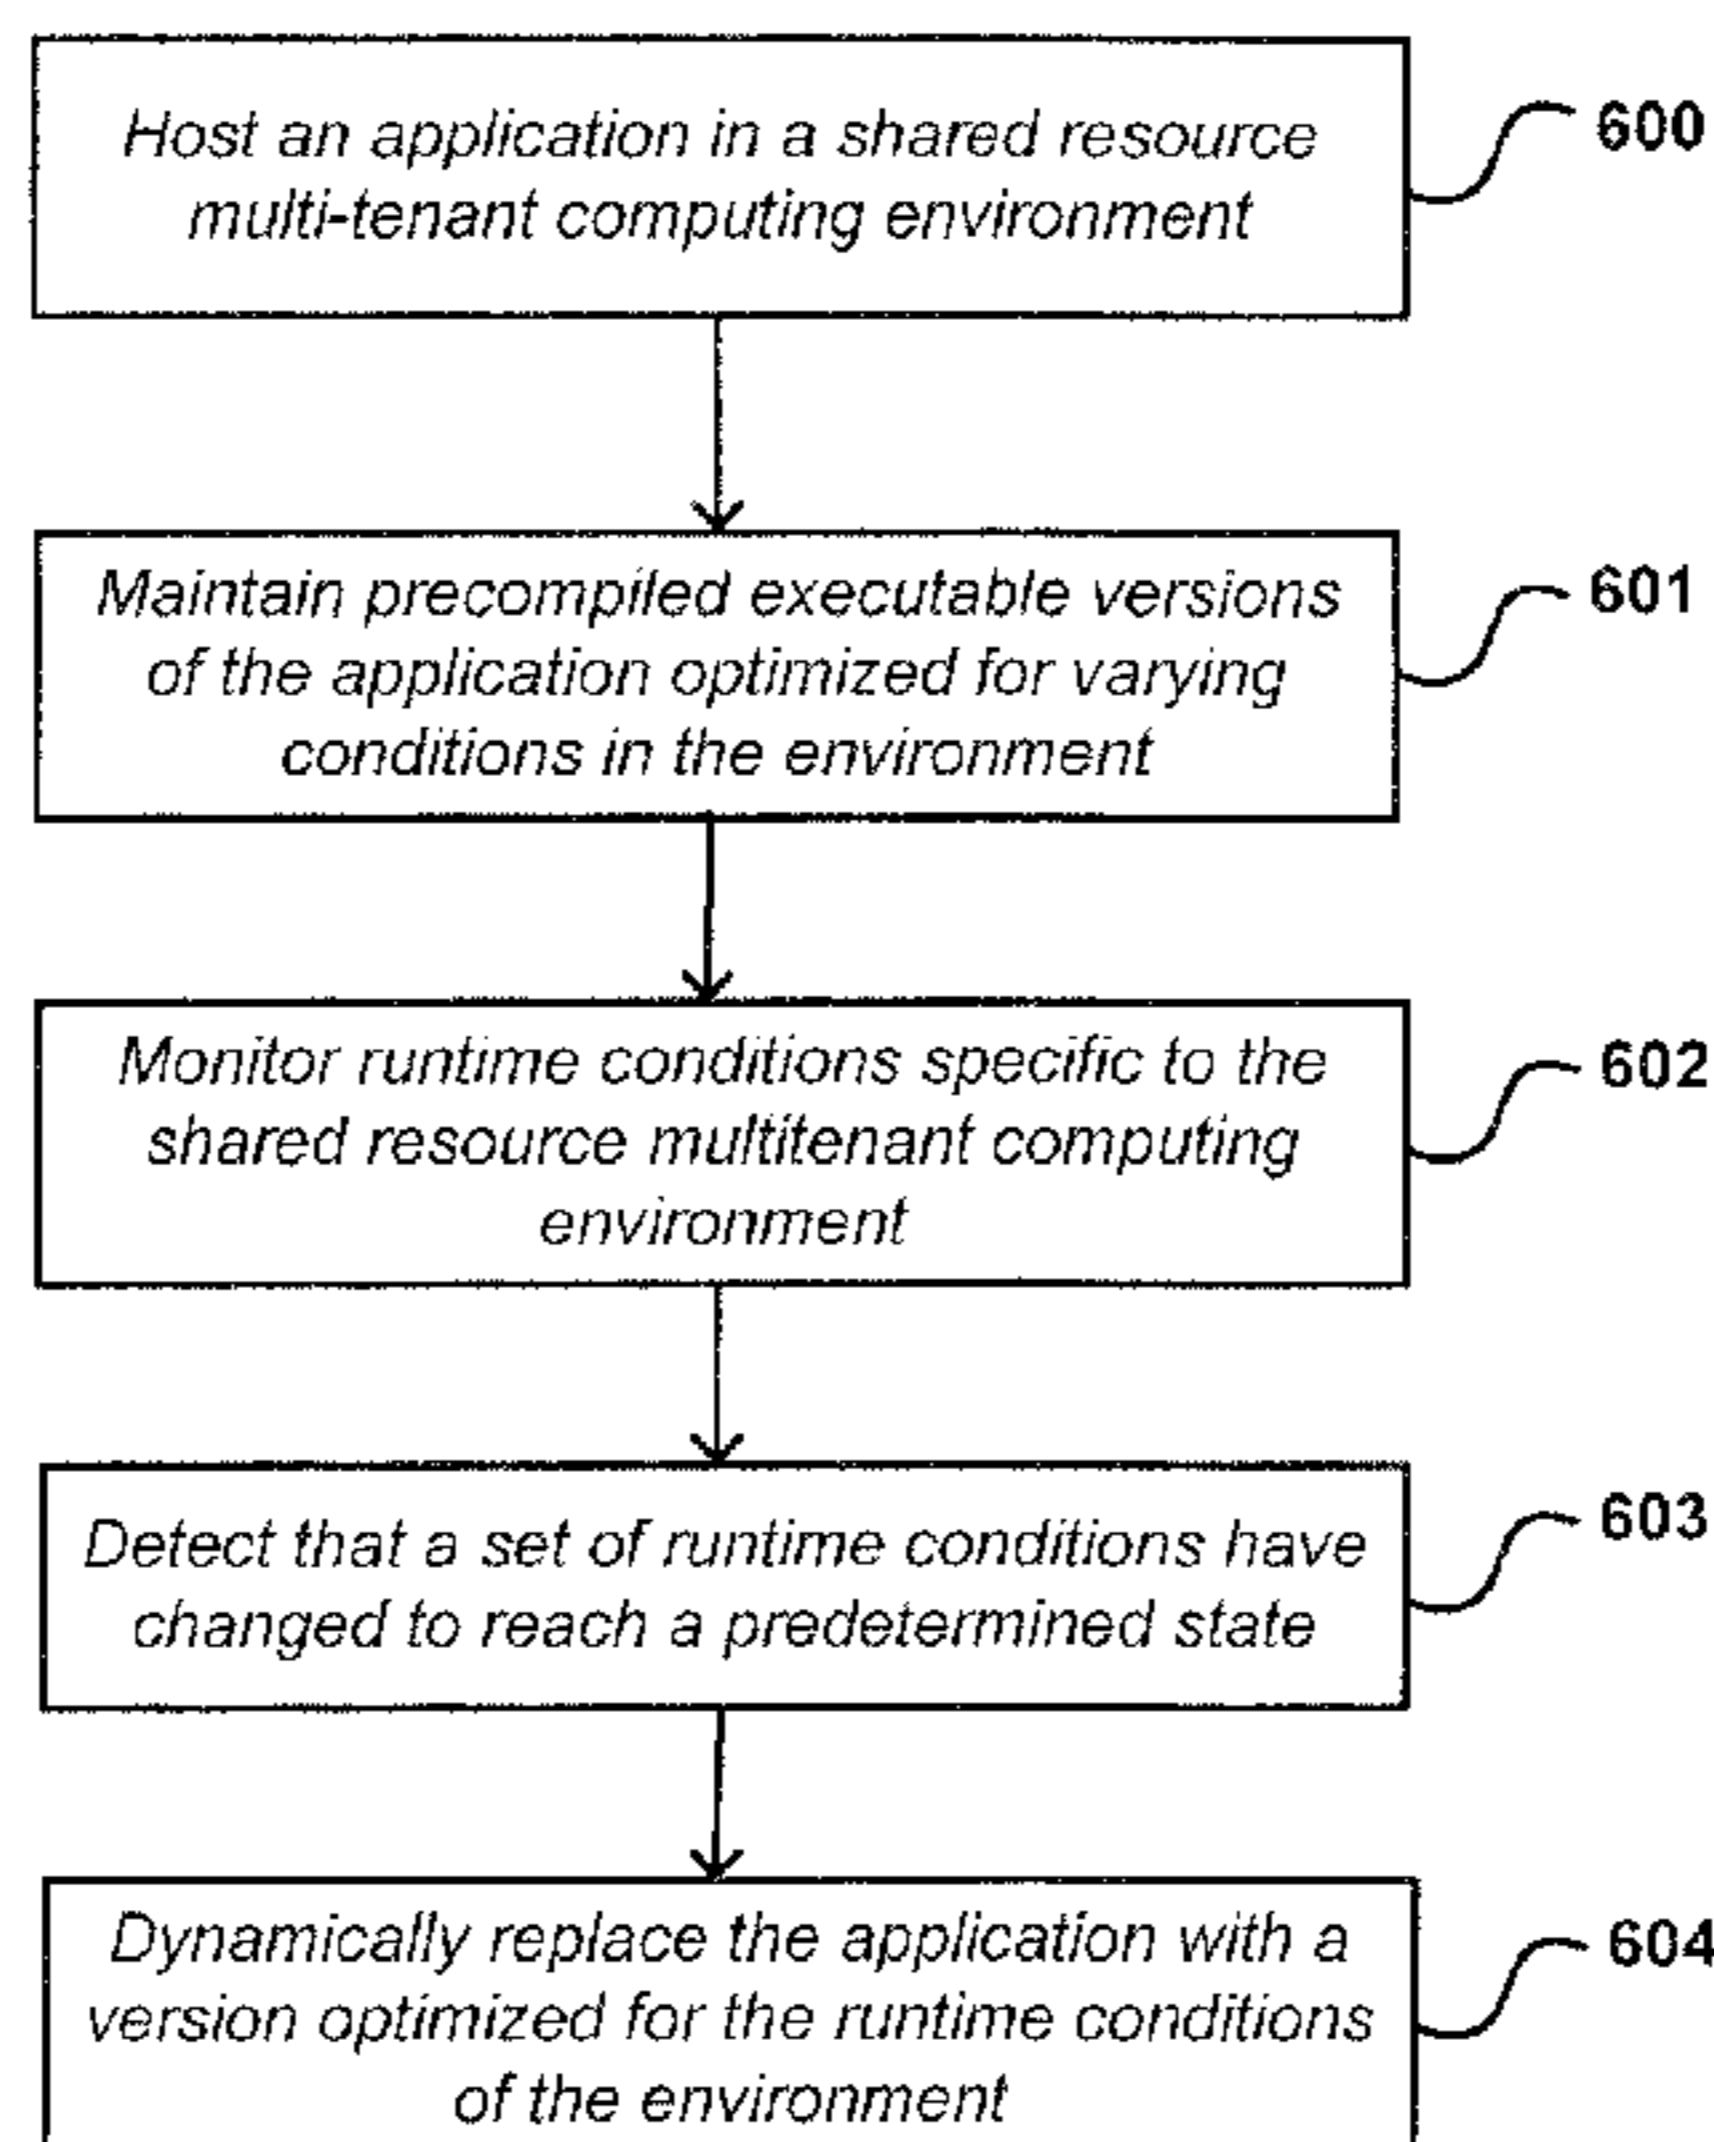 Host an application in a shared resource
multi-tenant computing environment
600
Maintain precompiled executable versions
of the application optimized for varying
conditions in the environment
601
Monitor runtime conditions specific to the
shared resource multitenant computing
environment
602
Detect that a set of runtime conditions have
changed to reach a predetermined state
603
Dynamically replace the application with a
version optimized for the runtime conditions
of the environment
604